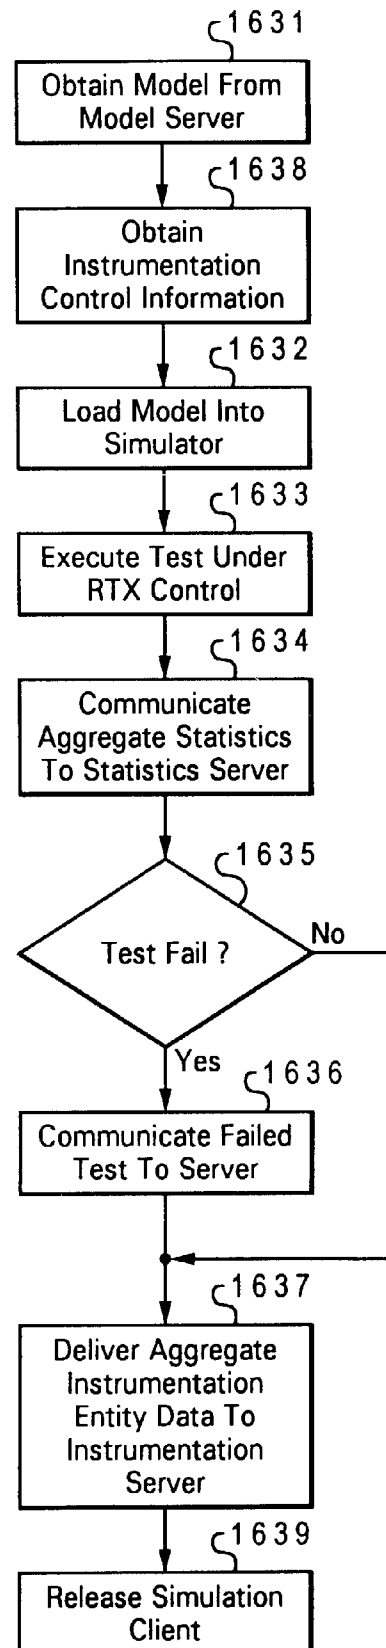 1631
Obtain Model From
Model Server
1638
Obtain
Instrumentation
Control Information
1632
Load Model Into
Simulator
1633
Execute Test Under
RTX Control
1634
Communicate
Aggregate Statistics
To Statistics Server
1635
Test Fail ?
No
Yes
1636
Communicate Failed
Test To Server
1637
Deliver Aggregate
Instrumentation
Entity Data To
Instrumentation
Server
1639
Release Simulation
Client